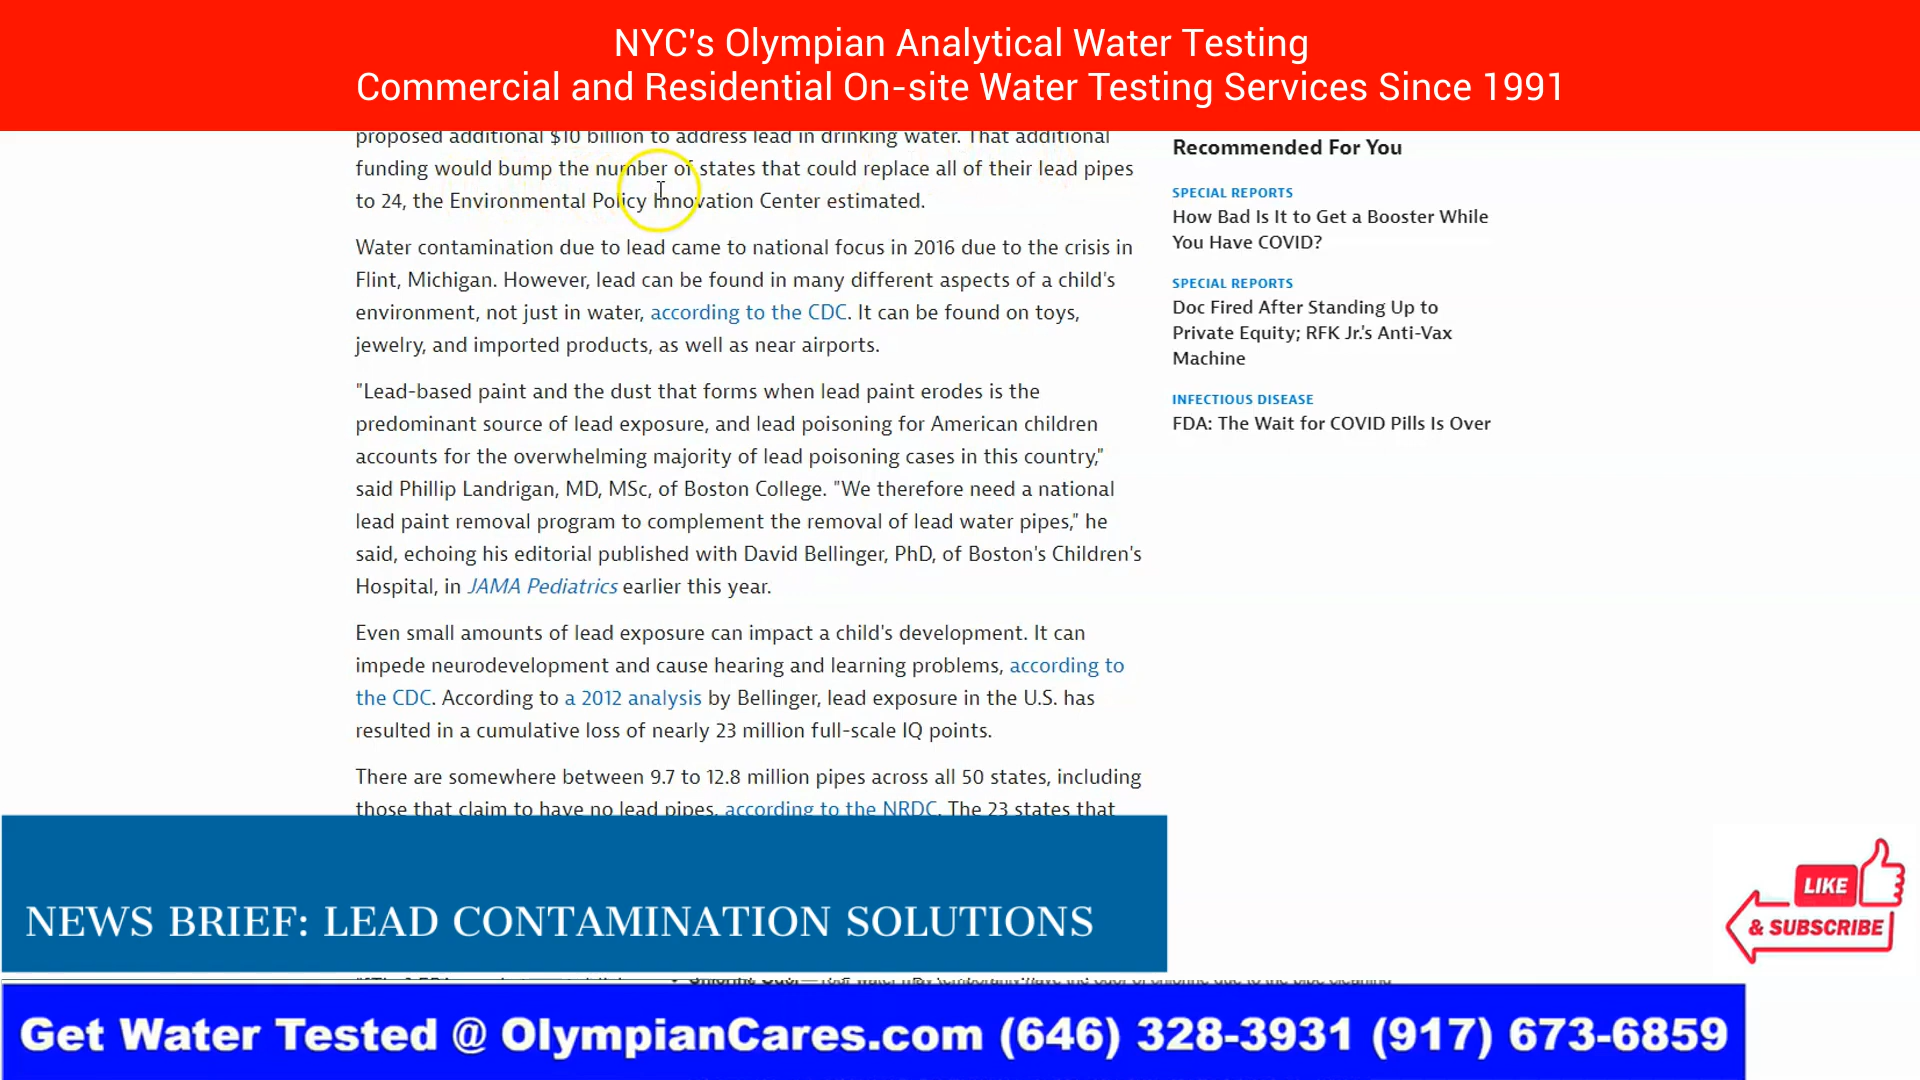 NYC's Olympian Analytical Water Testing
Commercial and Residential On-site Water Testing Services Since 1991
proposed additional $10 billion to address lead in drinking water. That additional
funding would bump the number of states that could replace all of their lead pipes
to 24, the Environmental Policy Innovation Center estimated.
Water contamination due to lead came to national focus in 2016 due to the crisis in
Flint, Michigan. However, lead can be found in many different aspects of a child's
environment, not just in water, according to the CDC. It can be found on toys,
jewelry, and imported products, as well as near airports.
"Lead-based paint and the dust that forms when lead paint erodes is the
predominant source of lead exposure, and lead poisoning for American children
accounts for the overwhelming majority of lead poisoning cases in this country,"
said Phillip Landrigan, MD, MSc, of Boston College. "We therefore need a national
lead paint removal program to complement the removal of lead water pipes," he
said, echoing his editorial published with David Bellinger, PhD, of Boston's Children's
Hospital, in JAMA Pediatrics earlier this year.
Even small amounts of lead exposure can impact a child's development. It can
impede neurodevelopment and cause hearing and learning problems, according to
the CDC. According to a 2012 analysis by Bellinger, lead exposure in the U.S. has
resulted in a cumulative loss of nearly 23 million full-scale IQ points.
There are somewhere between 9.7 to 12.8 million pipes across all 50 states, including
those that claim to have no lead pipes, according to the NRDC. The 23 states that
Recommended For You
SPECIAL REPORTS
How Bad Is It to Get a Booster While
You Have COVID?
SPECIAL REPORTS
Doc Fired After Standing Up to
Private Equity; RFK Jr.'s Anti-Vax
Machine
INFECTIOUS DISEASE
FDA: The Wait for COVID Pills Is Over
NEWS BRIEF: LEAD CONTAMINATION SOLUTIONS
LIKE
& SUBSCRIBE
Get Water Tested @ OlympianCares.com (646) 328-3931 (917) 673-6859